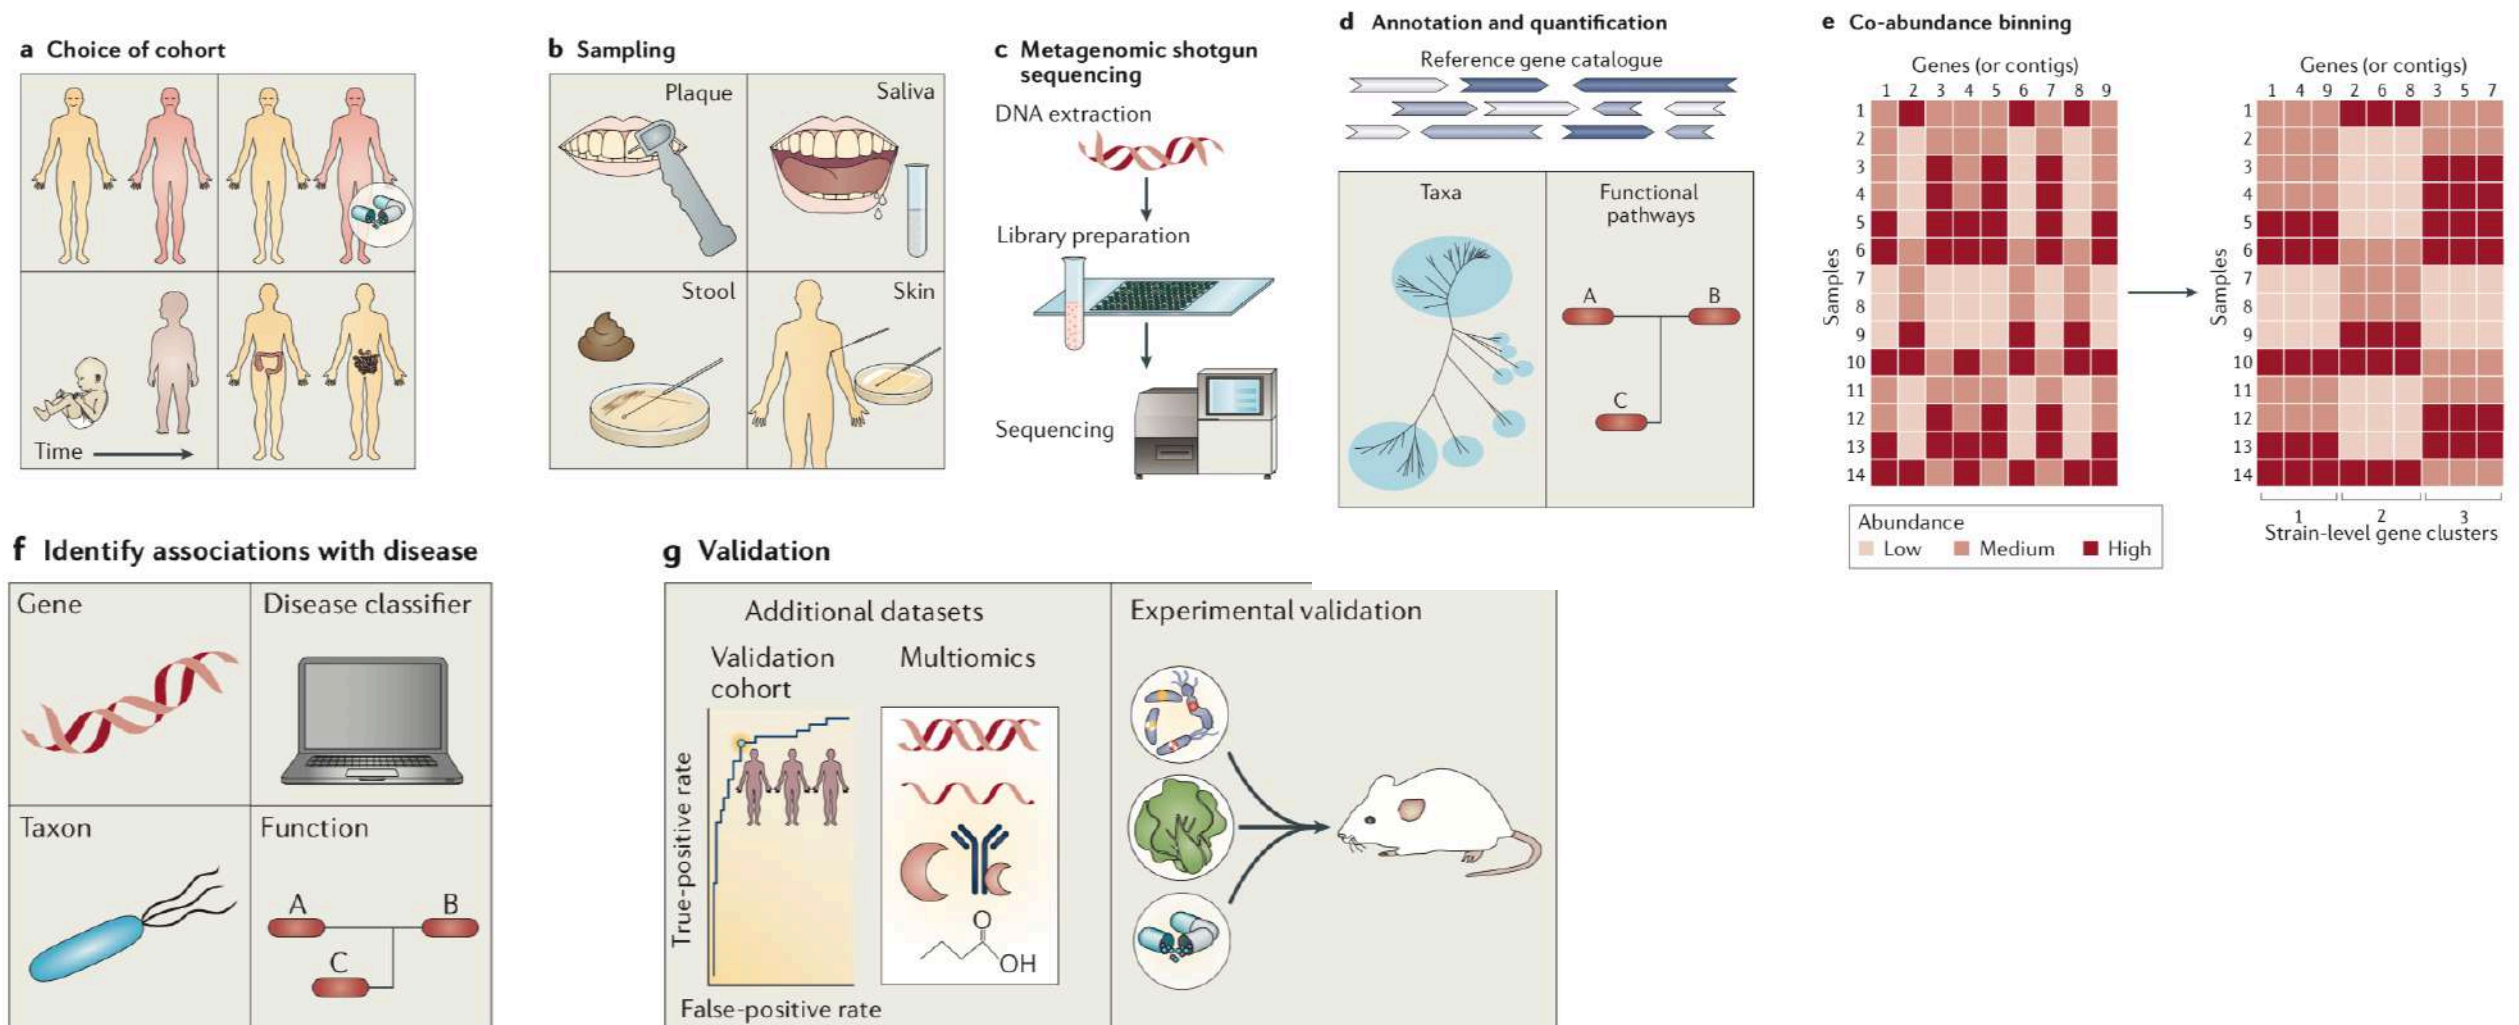 a Choice of cohort
Time
b Sampling
Plaque
Saliva
Stool
Skin
c Metagenomic shotgun
sequencing
DNA extraction
Library preparation
Sequencing
d Annotation and quantification
Reference gene catalogue
Taxa
Functional
pathways
A
B
C
e Co-abundance binning
Genes (or contigs)
1 2 3 4 5 6 7 8 9
Samples
1
2
3
4
5
6
7
8
9
10
11
12
13
14
Abundance
Low Medium High
Genes (or contigs)
1 4 9 2 6 8 3 5 7
Samples
1
2
3
4
5
6
7
8
9
10
11
12
13
14
1 2 3
Strain-level gene clusters
f Identify associations with disease
Gene
Disease classifier
Taxon
Function
A
B
C
g Validation
Additional datasets
Validation
cohort
Multiomics
True-positive rate
False-positive rate
O
OH
Experimental validation